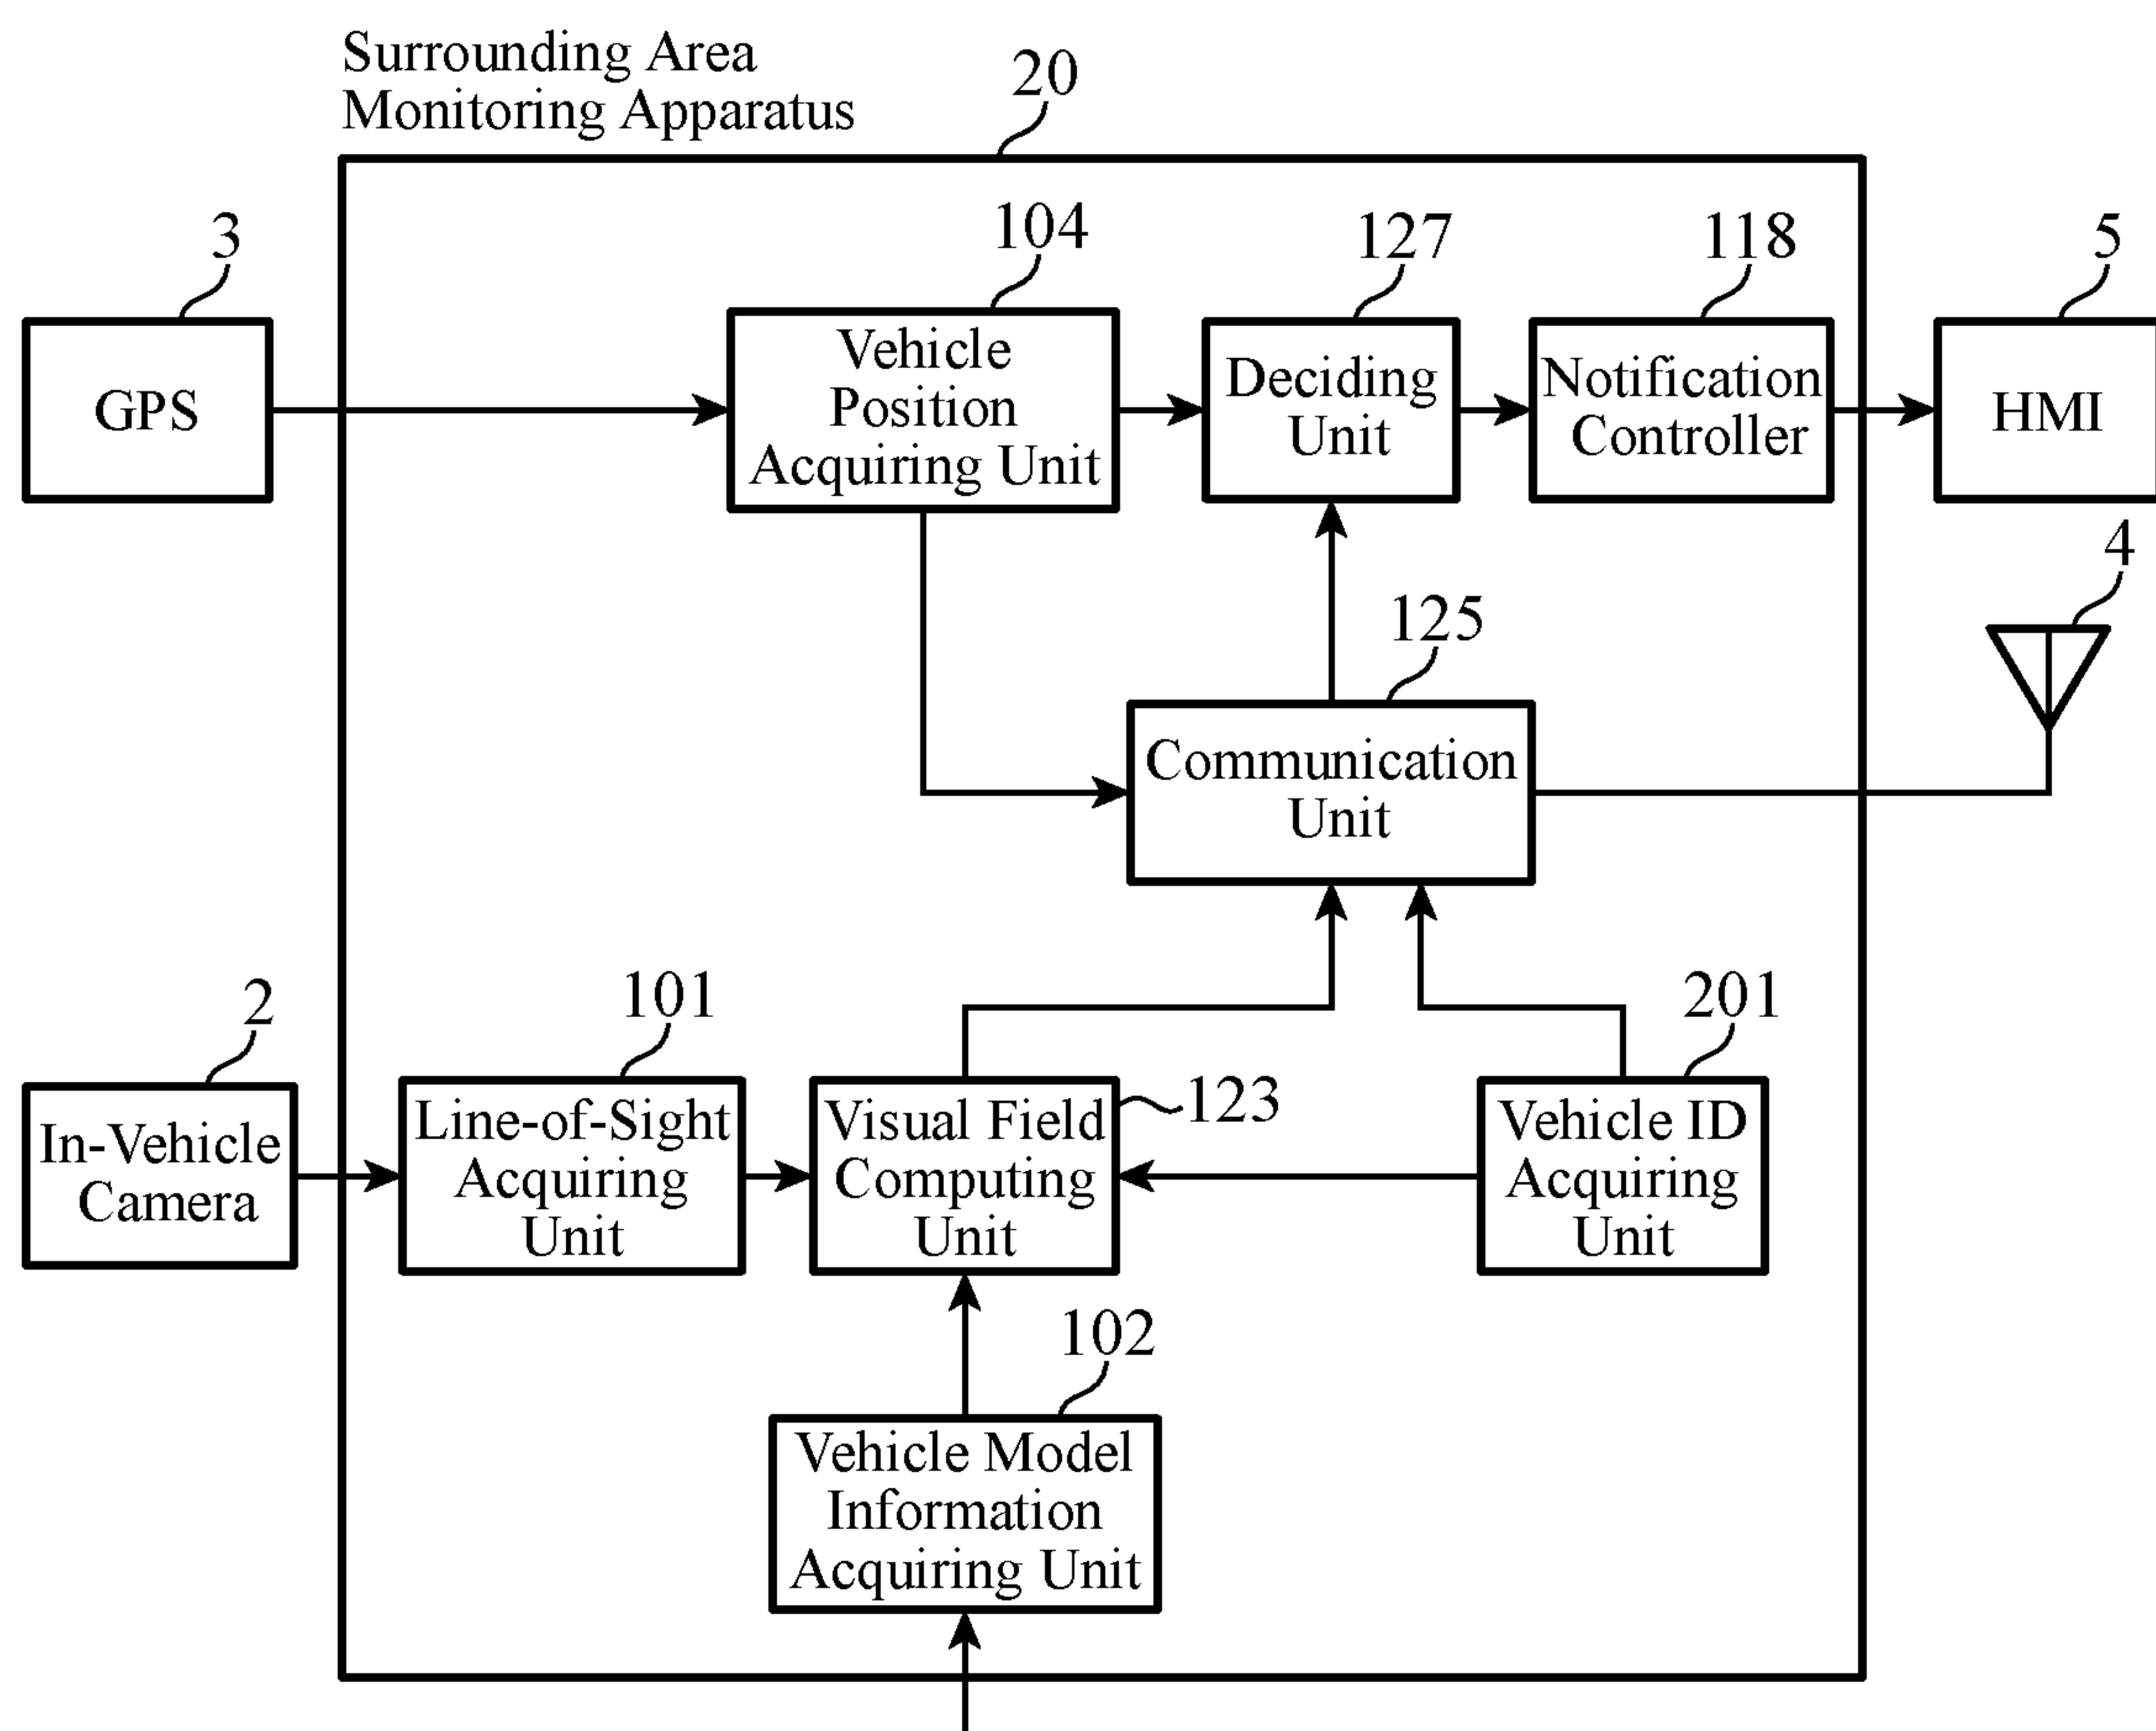 Surrounding Area
Monitoring Apparatus
20
3
104
127
118
5
GPS
Vehicle
Position
Acquiring Unit
Deciding
Unit
Notification
Controller
HMI
4
125
Communication
Unit
2
101
201
In-Vehicle
Camera
Line-of-Sight
Acquiring
Unit
Visual Field
Computing
Unit
123
Vehicle ID
Acquiring
Unit
102
Vehicle Model
Information
Acquiring Unit